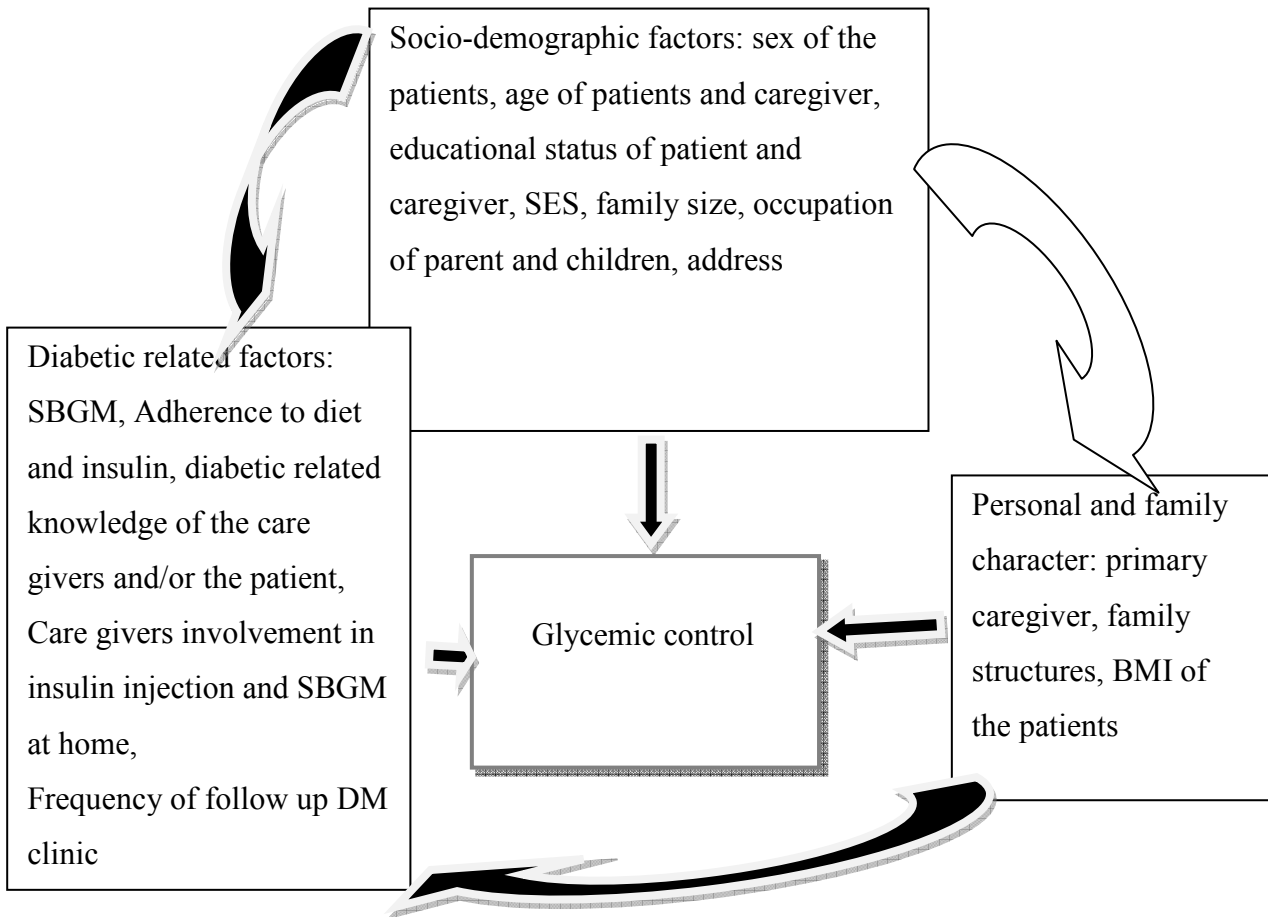 Socio-demographic factors: sex of the
patients, age of patients and caregiver,
educational status of patient and
caregiver, SES, family size, occupation
of parent and children, address
Diabetic related factors:
SBGM, Adherence to diet
and insulin, diabetic related
knowledge of the care
givers and/or the patient,
Care givers involvement in
insulin injection and SBGM
at home,
Frequency of follow up DM
clinic
Glycemic control
Personal and family
character: primary
caregiver, family
structures, BMI of
the patients